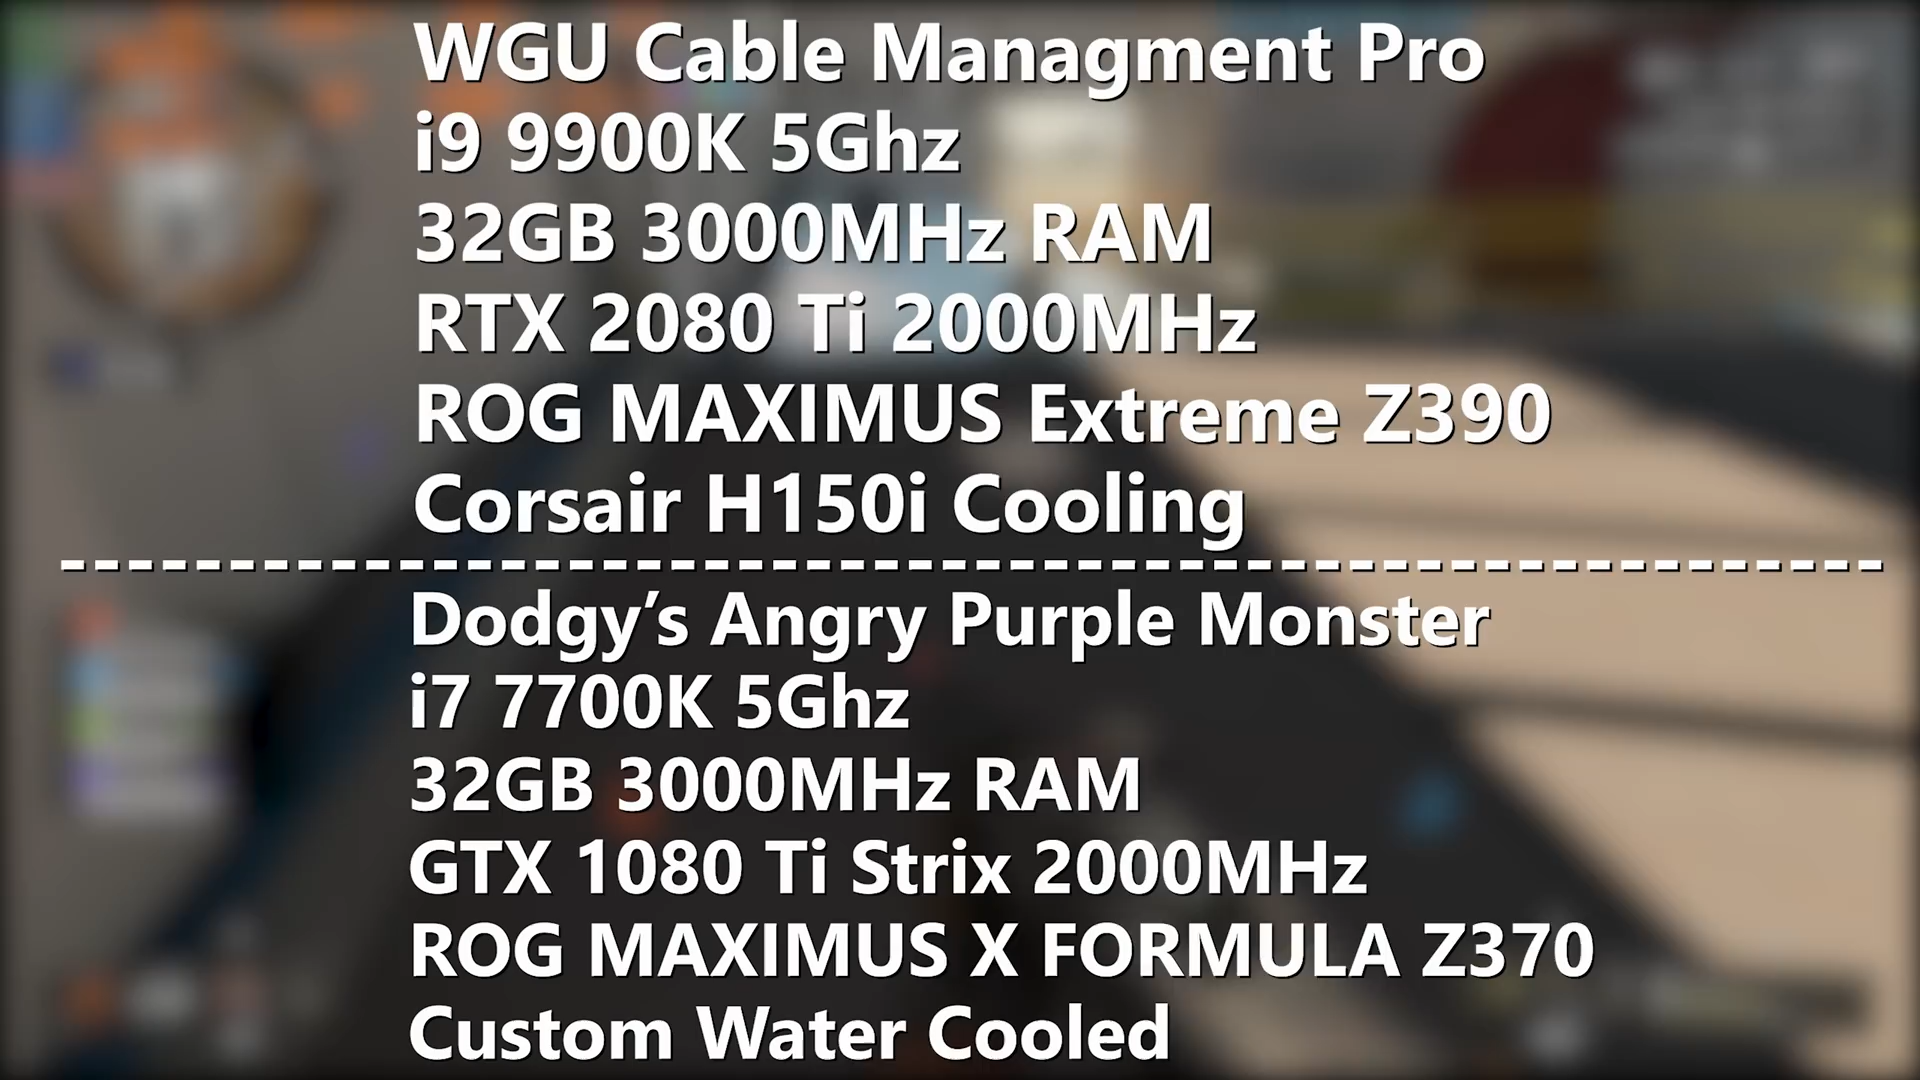 WGU Cable Managment Pro
i9 9900K 5Ghz
32GB 3000MHz RAM
RTX 2080 Ti 2000MHz
ROG MAXIMUS Extreme Z390
Corsair H150i Cooling
------------------------------------------------------
Dodgy’s Angry Purple Monster
i7 7700K 5Ghz
32GB 3000MHz RAM
GTX 1080 Ti Strix 2000MHz
ROG MAXIMUS X FORMULA Z370
Custom Water Cooled